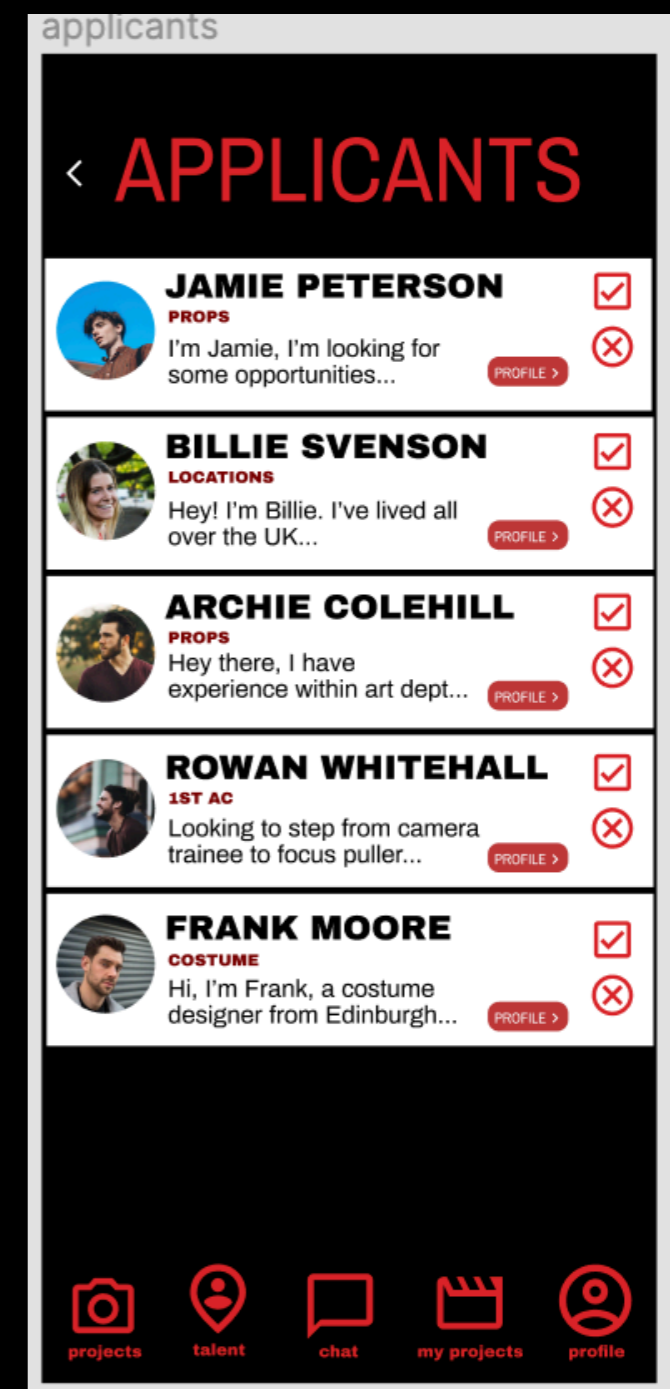 applicants
APPLICANTS
JAMIE PETERSON
PROPS
I'm Jamie, I'm looking for
some opportunities...
PROFILE >
BILLIE SVENSON
LOCATIONS
Hey! I'm Billie. I've lived all
over the UK...
PROFILE >
ARCHIE COLEHILL
PROPS
Hey there, I have
experience within art dept...
PROFILE >
ROWAN WHITEHALL
1ST AC
Looking to step from camera
trainee to focus puller...
PROFILE >
FRANK MOORE
COSTUME
Hi, I'm Frank, a costume
designer from Edinburgh...
PROFILE >
projects talent chat my projects profile